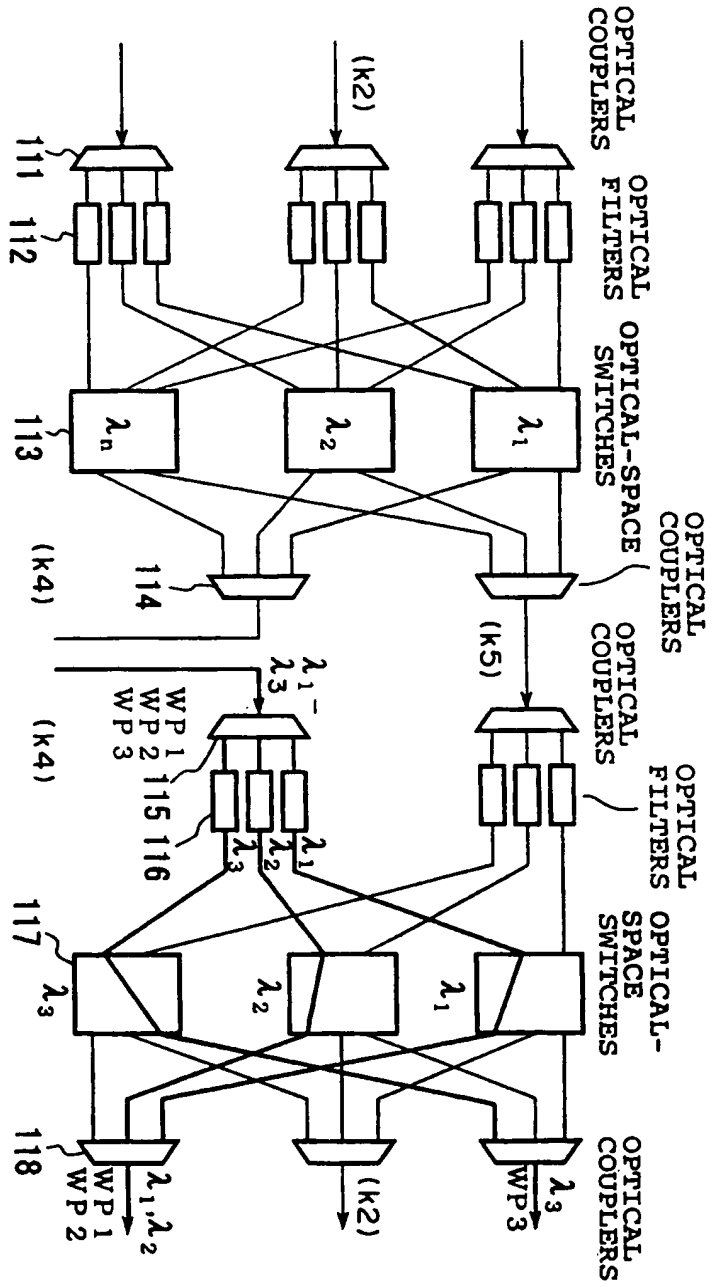 OPTICAL
COUPLERS
OPTICAL
FILTERS
OPTICAL-SPACE
SWITCHES
OPTICAL
COUPLERS
OPTICAL
COUPLERS
OPTICAL
FILTERS
OPTICAL-
SPACE
SWITCHES
OPTICAL
COUPLERS
(k2)
111
112
λ1
λ2
λn
113
114
(k4)
(k5)
λ1-
λ3
WP1
WP2
WP3
(k4)
115
116
λ1
λ2
λ3
λ1
λ2
λ3
117
118
λ3
WP3
(k2)
λ1,λ2
WP1
WP2